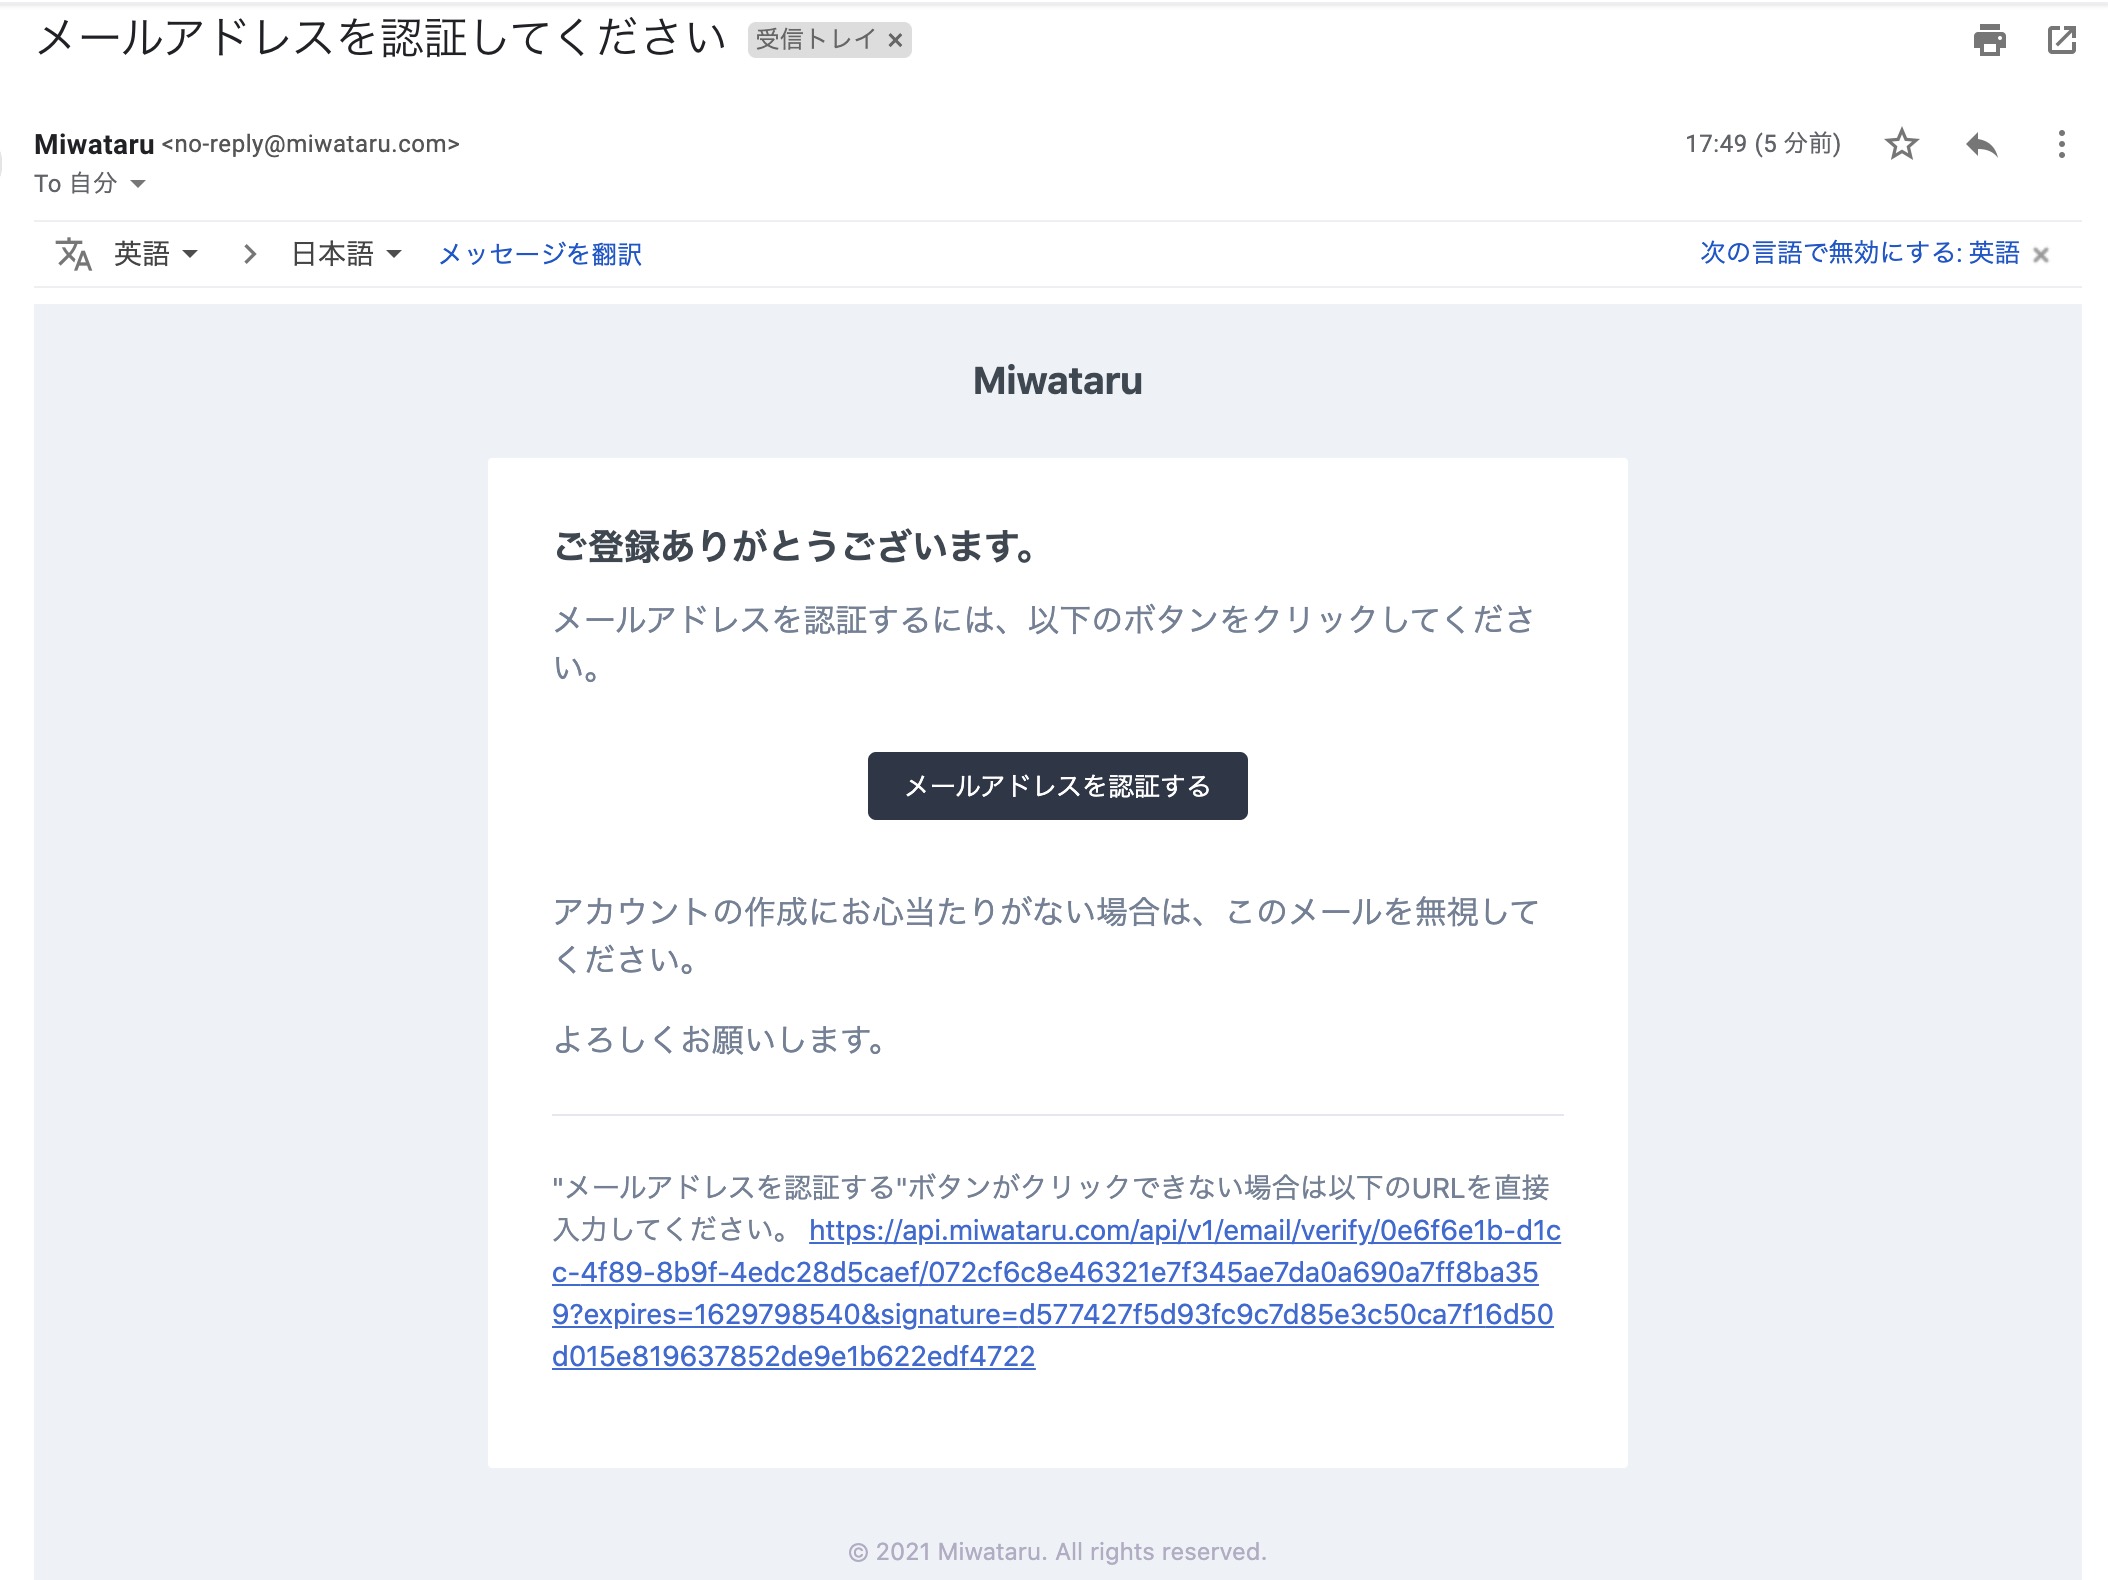 メールアドレスを認証してください 受信トレイ ×
Miwataru <no-reply@miwataru.com> 17:49 (5 分前)
To 自分
英語 > 日本語 メッセージを翻訳 次の言語で無効にする: 英語 ×
Miwataru
ご登録ありがとうございます。
メールアドレスを認証するには、以下のボタンをクリックしてくださ
い。
メールアドレスを認証する
アカウントの作成にお心当たりがない場合は、このメールを無視して
ください。
よろしくお願いします。
"メールアドレスを認証する"ボタンがクリックできない場合は以下のURLを直接
入力してください。 https://api.miwataru.com/api/v1/email/verify/0e6f6e1b-d1c
c-4f89-8b9f-4edc28d5caef/072cf6c8e46321e7f345ae7da0a690a7ff8ba35
9?expires=1629798540&signature=d577427f5d93fc9c7d85e3c50ca7f16d50
d015e819637852de9e1b622edf4722
© 2021 Miwataru. All rights reserved.